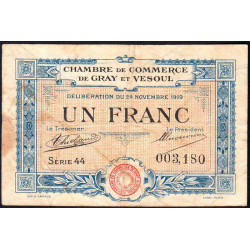 CHAMBRE DE COMMERCE
DE GRAY ET VESOUL
DÉLIBÉRATION DU 24 NOVEMBRE 1919
UN FRANC
Le Trésorier Le Président
SÉRIE 44 003,180